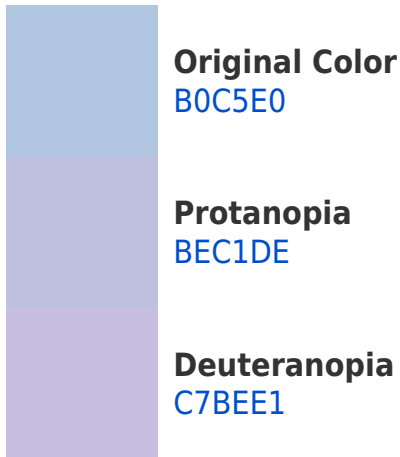 Original Color
B0C5E0
Protanopia
BEC1DE
Deuteranopia
C7BEE1